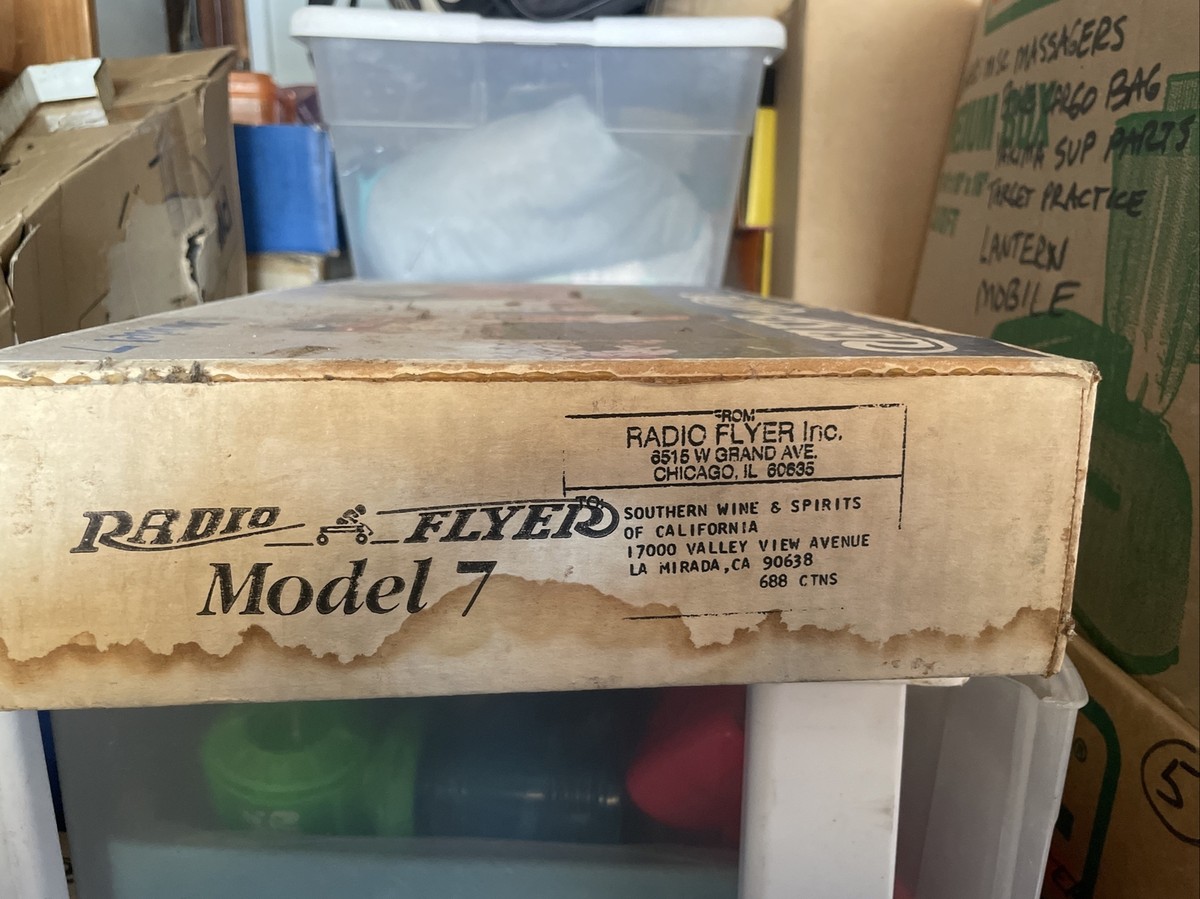 MSC MASSAGERS
CARGO BAG
SUP PARTS
TARGET PRACTICE
LANTERN
MOBILE
FROM
RADIO FLYER Inc.
6515 W GRAND AVE.
CHICAGO, IL 60635
TO:
SOUTHERN WINE & SPIRITS
OF CALIFORNIA
17000 VALLEY VIEW AVENUE
LA MIRADA,CA 90638
688 CTNS
RADIO FLYER
Model 7
5